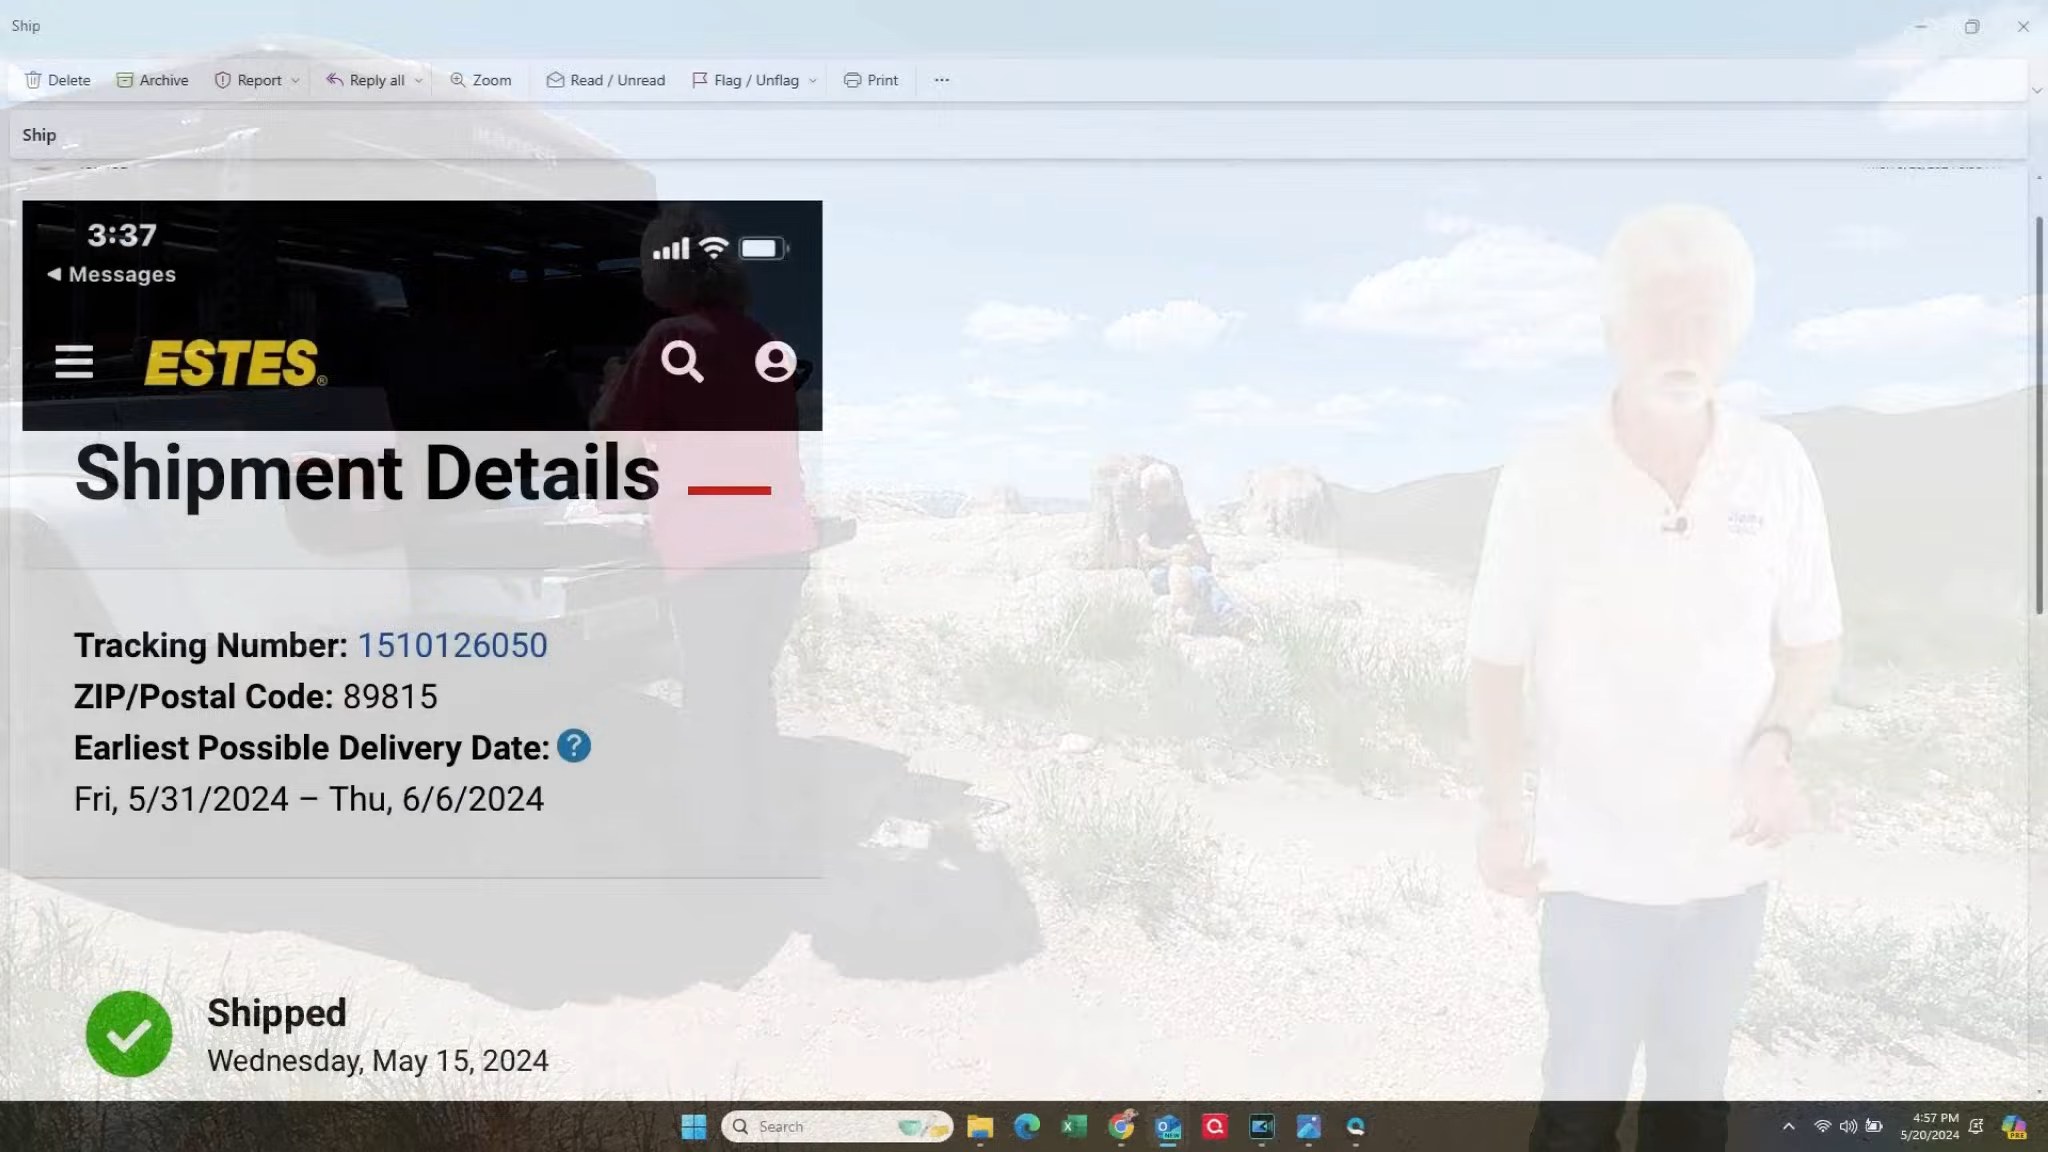 Ship
Delete Archive Report Reply all Zoom Read / Unread Flag / Unflag Print ...
Ship
3:37
Messages
ESTES®
Shipment Details
Tracking Number: 1510126050
ZIP/Postal Code: 89815
Earliest Possible Delivery Date: ?
Fri, 5/31/2024 – Thu, 6/6/2024
Shipped
Wednesday, May 15, 2024
Search
NEW
4:57 PM
5/20/2024
PRE